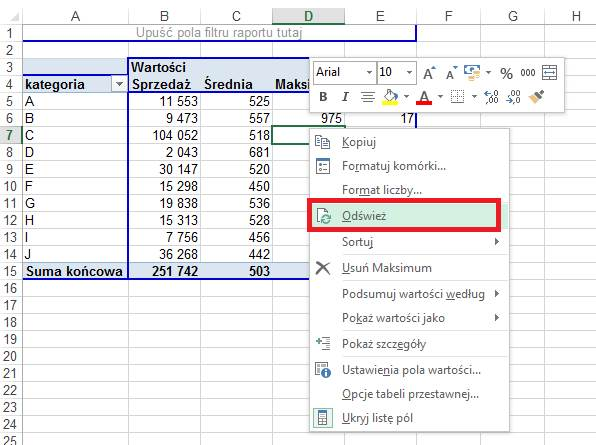 A B C D E F G H
1 Upuść pola filtru raportu tutaj
2
3 Wartości
4 kategoria Sprzedaż Średnia Maksi
5 A 11 553 525
6 B 9 473 557 975 17
7 C 104 052 518
8 D 2 043 681
9 E 30 147 520
10 F 15 298 450
11 G 19 838 536
12 H 15 313 528
13 I 7 756 456
14 J 36 268 442
15 Suma końcowa 251 742 503
16
17
18
19
20
21
22
23
24
25
Arial 10 A A % 000
B I A ,00 ,00
Kopiuj
Formatuj komórki...
Format liczby...
Odśwież
Sortuj
Usuń Maksimum
Podsumuj wartości według
Pokaż wartości jako
Pokaż szczegóły
Ustawienia pola wartości...
Opcje tabeli przestawnej...
Ukryj listę pól